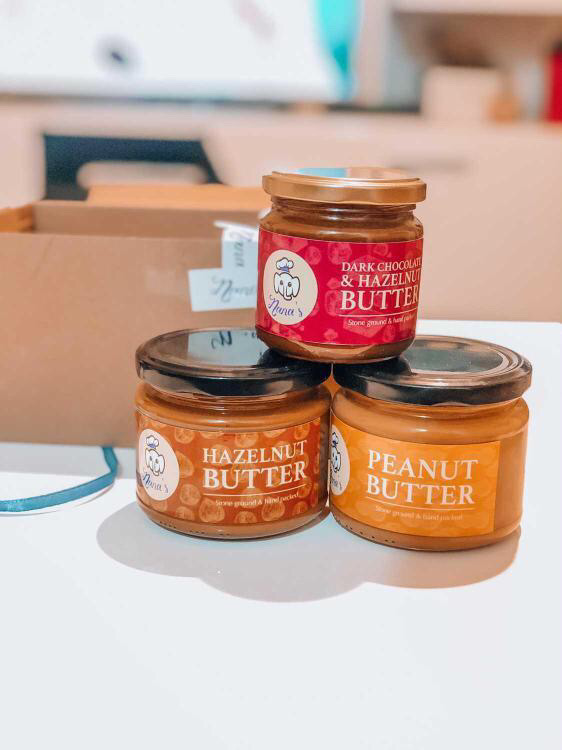 DARK CHOCOLATE
& HAZELNUT
BUTTER
Stone ground & hand packed
Nana's
HAZELNUT
BUTTER
Stone ground & hand packed
Nana's
PEANUT
BUTTER
Stone ground & hand packed